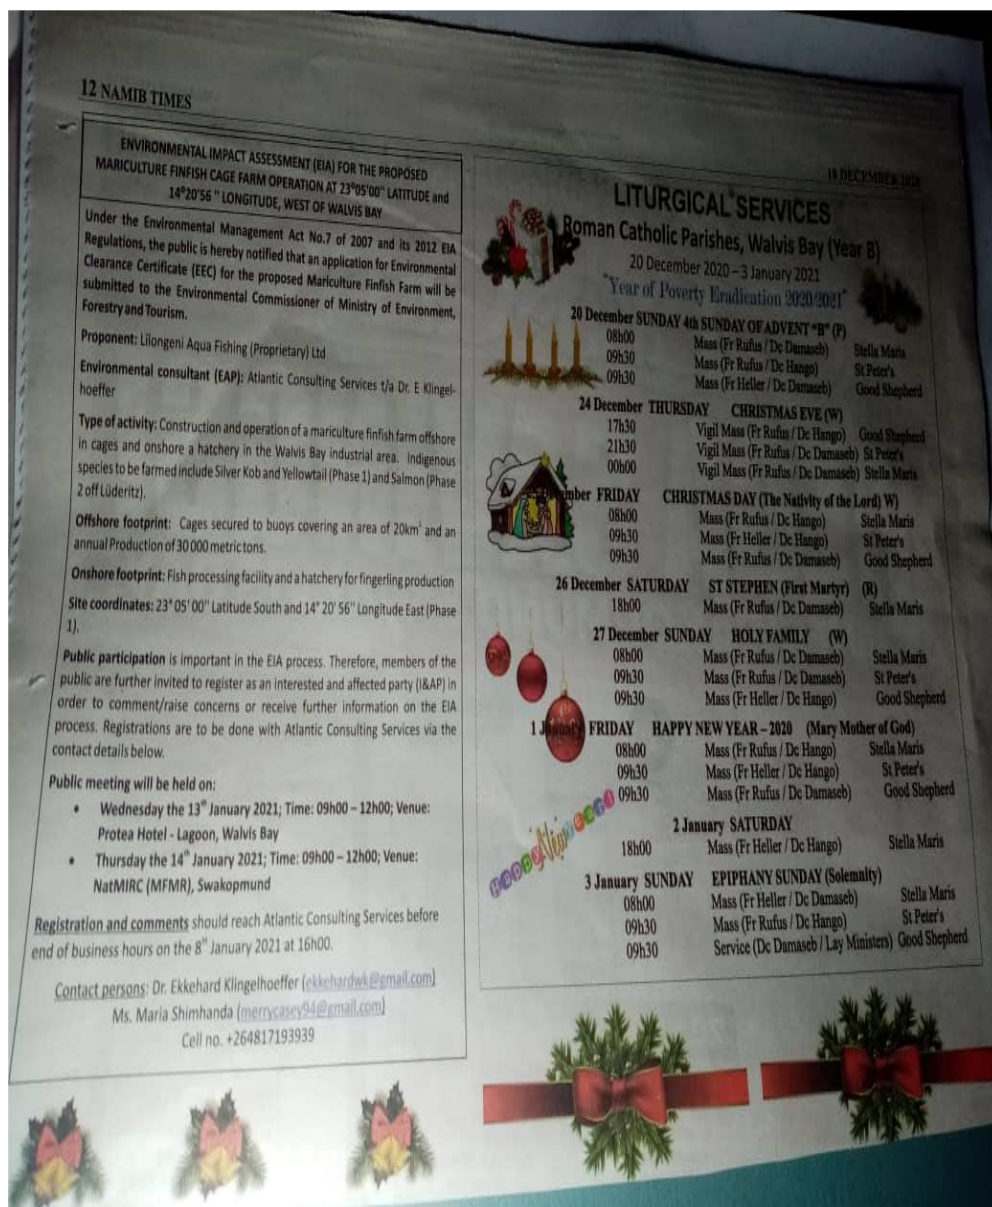 12 NAMIB TIMES
ENVIRONMENTAL IMPACT ASSESSMENT (EIA) FOR THE PROPOSED
MARICULTURE FINFISH CAGE FARM OPERATION AT 23°05'00" LATITUDE and
14°20'56 " LONGITUDE, WEST OF WALVIS BAY
Under the Environmental Management Act No.7 of 2007 and its 2012 EIA
Regulations, the public is hereby notified that an application for Environmental
Clearance Certificate (EEC) for the proposed Mariculture Finfish Farm will be
submitted to the Environmental Commissioner of Ministry of Environment,
Forestry and Tourism.
Proponent: Lilongeni Aqua Fishing (Proprietary) Ltd
Environmental consultant (EAP): Atlantic Consulting Services t/a Dr. E Klingel-
hoeffer
Type of activity: Construction and operation of a mariculture finfish farm offshore
in cages and onshore a hatchery in the Walvis Bay industrial area. Indigenous
species to be farmed include Silver Kob and Yellowtail (Phase 1) and Salmon (Phase
2 off Lüderitz).
Offshore footprint: Cages secured to buoys covering an area of 20km² and an
annual Production of 30 000 metric tons.
Onshore footprint: Fish processing facility and a hatchery for fingerling production
Site coordinates: 23° 05' 00" Latitude South and 14° 20' 56" Longitude East (Phase
1).
Public participation is important in the EIA process. Therefore, members of the
public are further invited to register as an interested and affected party (I&AP) in
order to comment/raise concerns or receive further information on the EIA
process. Registrations are to be done with Atlantic Consulting Services via the
contact details below.
Public meeting will be held on:
• Wednesday the 13th January 2021; Time: 09h00 – 12h00; Venue:
Protea Hotel - Lagoon, Walvis Bay
• Thursday the 14th January 2021; Time: 09h00 – 12h00; Venue:
NatMIRC (MFMR), Swakopmund
Registration and comments should reach Atlantic Consulting Services before
end of business hours on the 8th January 2021 at 16h00.
Contact persons: Dr. Ekkehard Klingelhoeffer (ekkehardwk@gmail.com)
Ms. Maria Shimhanda (merrycasey94@gmail.com)
Cell no. +264817193939
18 DECEMBER
LITURGICAL SERVICES
Roman Catholic Parishes, Walvis Bay (Year B)
20 December 2020 – 3 January 2021
"Year of Poverty Eradication 2020/2021"
20 December SUNDAY 4th SUNDAY OF ADVENT "B" (P)
08h00 Mass (Fr Rufus / Dc Damaseb) Stella Maris
09h30 Mass (Fr Rufus / Dc Hango) St Peter's
09h30 Mass (Fr Heller / Dc Damaseb) Good Shepherd
24 December THURSDAY CHRISTMAS EVE (W)
17h30 Vigil Mass (Fr Rufus / Dc Hango) Good Shepherd
21h30 Vigil Mass (Fr Rufus / Dc Damaseb) St Peter's
00h00 Vigil Mass (Fr Rufus / Dc Damaseb) Stella Maris
mber FRIDAY CHRISTMAS DAY (The Nativity of the Lord) W)
08h00 Mass (Fr Rufus / Dc Hango) Stella Maris
09h30 Mass (Fr Heller / Dc Hango) St Peter's
09h30 Mass (Fr Rufus / Dc Damaseb) Good Shepherd
26 December SATURDAY ST STEPHEN (First Martyr) (R)
18h00 Mass (Fr Rufus / Dc Damaseb) Stella Maris
27 December SUNDAY HOLY FAMILY (W)
08h00 Mass (Fr Rufus / Dc Damaseb) Stella Maris
09h30 Mass (Fr Rufus / Dc Damaseb) St Peter's
09h30 Mass (Fr Heller / Dc Hango) Good Shepherd
1 January FRIDAY HAPPY NEW YEAR – 2020 (Mary Mother of God)
08h00 Mass (Fr Rufus / Dc Hango) Stella Maris
09h30 Mass (Fr Heller / Dc Hango) St Peter's
09h30 Mass (Fr Rufus / Dc Damaseb) Good Shepherd
HAPPY New YEAR!
2 January SATURDAY
18h00 Mass (Fr Heller / Dc Hango) Stella Maris
3 January SUNDAY EPIPHANY SUNDAY (Solemnity)
08h00 Mass (Fr Heller / Dc Damaseb) Stella Maris
09h30 Mass (Fr Rufus / Dc Hango) St Peter's
09h30 Service (Dc Damaseb / Lay Ministers) Good Shepherd